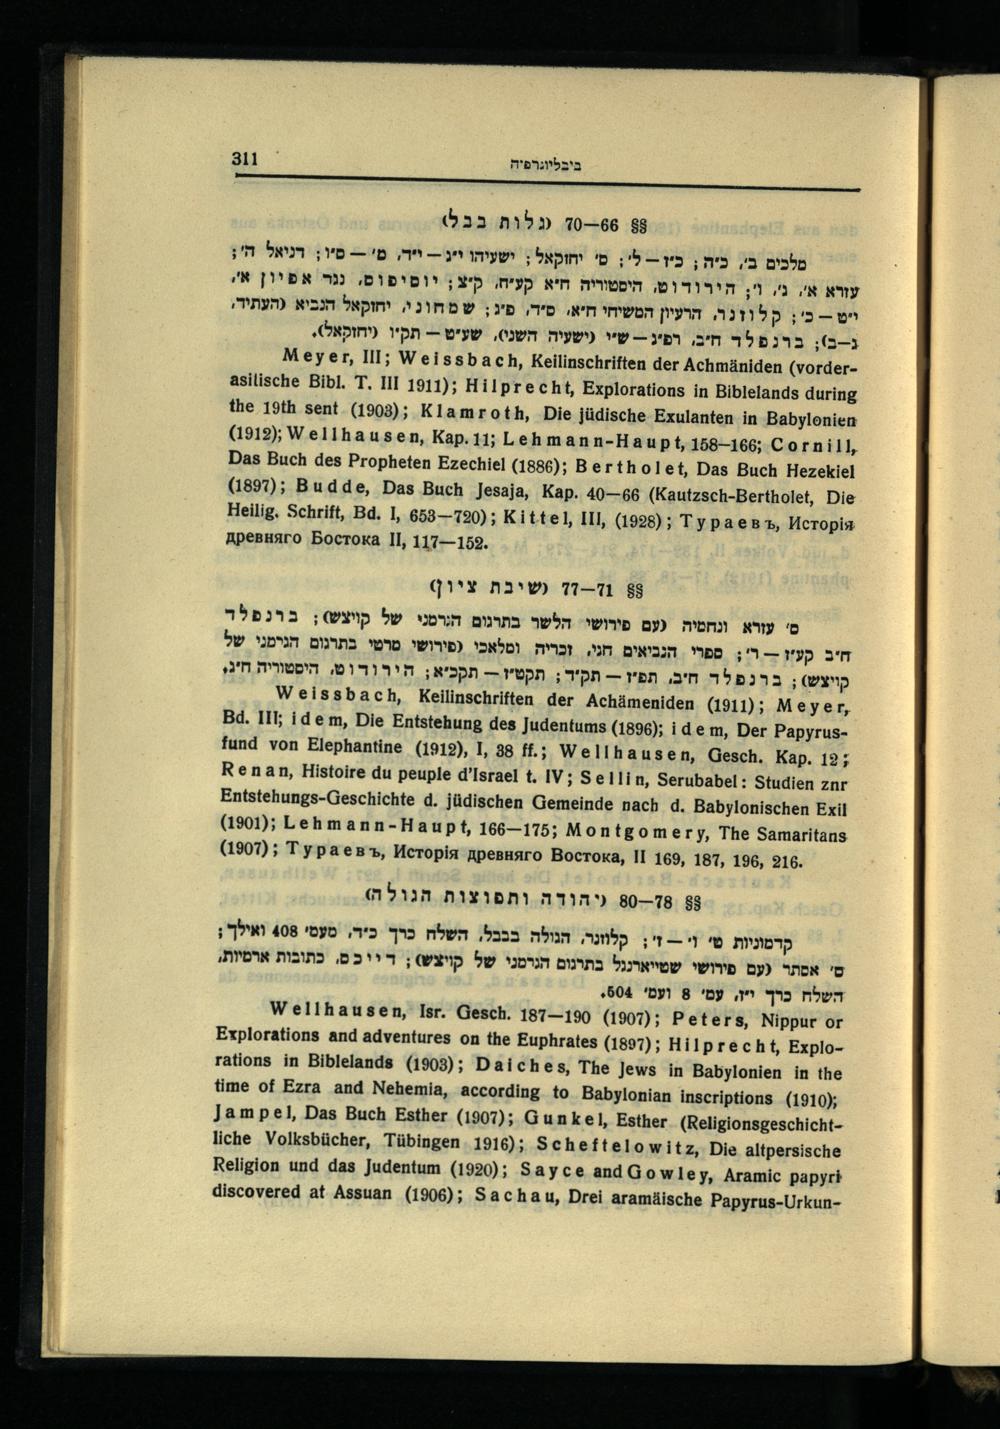 311
ביבליוגרפיה
§§ 66—70 (גלות בבל)
מלכים ב׳, כ״ה; כ״ז—ל׳; ס׳ יחזקאל; ישעיהו י״ג—י״ד, מ׳—ס״ו; דניאל ה׳;
עזרא א׳, ג׳, ו׳; הירודוט, היסטוריה ח״א קע״ח, ק״צ; יוסיפוס, נגד אפיון א׳,
י״ט—כ׳; קלוזנר, הרעיון המשיחי ח״א, ס״ד, פ״ג; שמחוני, יחזקאל הנביא (העתיד,
ג—ב); ברנפלד ח״ב, רפ״ג—ש״י (ישעיה השני), שע״ט—תק״ו (יחזקאל).
Meyer, III; Weissbach, Keilinschriften der Achmäniden (vorder-
asilische Bibl. T. III 1911); Hilprecht, Explorations in Biblelands during
the 19th sent (1903); Klamroth, Die jüdische Exulanten in Babylonien
(1912); Wellhausen, Kap. 11; Lehmann-Haupt, 158—166; Cornill,
Das Buch des Propheten Ezechiel (1886); Bertholet, Das Buch Hezekiel
(1897); Budde, Das Buch Jesaja, Kap. 40—66 (Kautzsch-Bertholet, Die
Heilig. Schrift, Bd. I, 653—720); Kittel, III, (1928); Тураевъ, Исторія
древняго Востока II, 117—152.
§§ 71—77 (שיבת ציון)
ס׳ עזרא ונחמיה (עם פירושי הלשר בתרגום הגרמני של קויצש); ברנפלד
ח״ב קע״ז—ר׳; ספרי הנביאים חגי, זכריה ומלאכי (פירושי מרטי בתרגום הגרמני של
קויצש); ברנפלד ח״ב, תפ״ז—תק״ד; תקט״ז—תקכ״א; הירודוט, היסטוריה ח״ג.
Weissbach, Keilinschriften der Achämeniden (1911); Meyer,
Bd. III; idem, Die Entstehung des Judentums (1896); idem, Der Papyrus-
fund von Elephantine (1912), I, 38 ff.; Wellhausen, Gesch. Kap. 12;
Renan, Histoire du peuple d'Israel t. IV; Sellin, Serubabel: Studien znr
Entstehungs-Geschichte d. jüdischen Gemeinde nach d. Babylonischen Exil
(1901); Lehmann-Haupt, 166—175; Montgomery, The Samaritans
(1907); Тураевъ, Исторія древняго Востока, II 169, 187, 196, 216.
§§ 78—80 (יהודה ותפוצות הגולה)
קדמוניות ט׳ ו׳—ז׳; קלוזנר, הגולה בבבל, השלח כרך כ״ד, מעמ׳ 408 ואילך;
ס׳ אסתר (עם פירושי שטייארנגל בתרגום הגרמני של קויצש); דייכס, כתובות ארמיות,
השלח כרך י״ז, עמ׳ 8 ועמ׳ 504.
Wellhausen, Isr. Gesch. 187—190 (1907); Peters, Nippur or
Explorations and adventures on the Euphrates (1897); Hilprecht, Explo-
rations in Biblelands (1903); Daiches, The Jews in Babylonien in the
time of Ezra and Nehemia, according to Babylonian inscriptions (1910);
Jampel, Das Buch Esther (1907); Gunkel, Esther (Religionsgeschicht-
liche Volksbücher, Tübingen 1916); Scheftelowitz, Die altpersische
Religion und das Judentum (1920); Sayce and Gowley, Aramic papyri
discovered at Assuan (1906); Sachau, Drei aramäische Papyrus-Urkun-